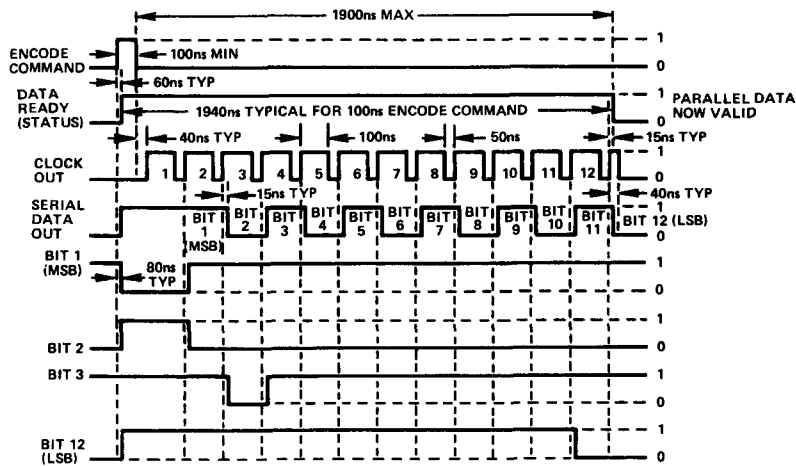 1900ns MAX
ENCODE COMMAND
100ns MIN
1
0
60ns TYP
DATA READY (STATUS)
1940ns TYPICAL FOR 100ns ENCODE COMMAND
1
0
PARALLEL DATA NOW VALID
40ns TYP
100ns
50ns
15ns TYP
CLOCK OUT
1 2 3 4 5 6 7 8 9 10 11 12
1
0
15ns TYP
40ns TYP
SERIAL DATA OUT
BIT 1 (MSB)
BIT 2
BIT 3
BIT 4
BIT 5
BIT 6
BIT 7
BIT 8
BIT 9
BIT 10
BIT 11
BIT 12 (LSB)
1
0
BIT 1 (MSB)
80ns TYP
1
0
BIT 2
1
0
BIT 3
1
0
BIT 12 (LSB)
1
0